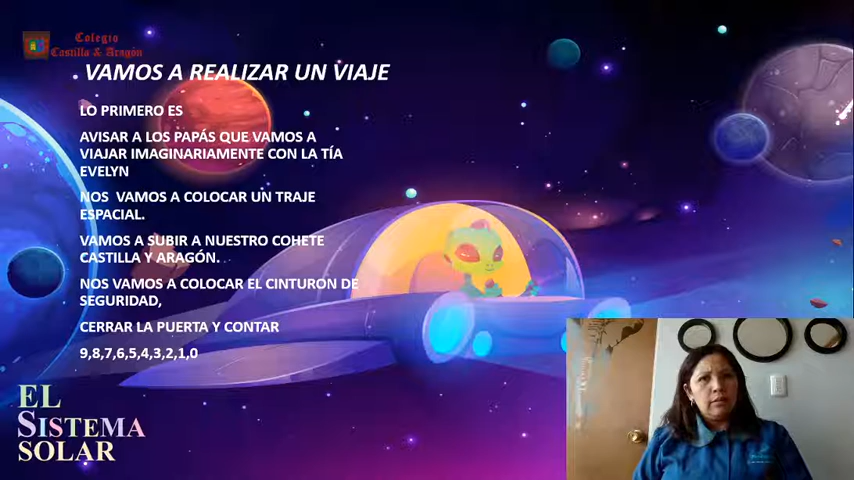 Colegio
Castilla & Aragón
VAMOS A REALIZAR UN VIAJE
LO PRIMERO ES
AVISAR A LOS PAPÁS QUE VAMOS A
VIAJAR IMAGINARIAMENTE CON LA TÍA
EVELYN
NOS VAMOS A COLOCAR UN TRAJE
ESPACIAL.
VAMOS A SUBIR A NUESTRO COHETE
CASTILLA Y ARAGÓN.
NOS VAMOS A COLOCAR EL CINTURON DE
SEGURIDAD,
CERRAR LA PUERTA Y CONTAR
9,8,7,6,5,4,3,2,1,0
EL
SISTEMA
SOLAR